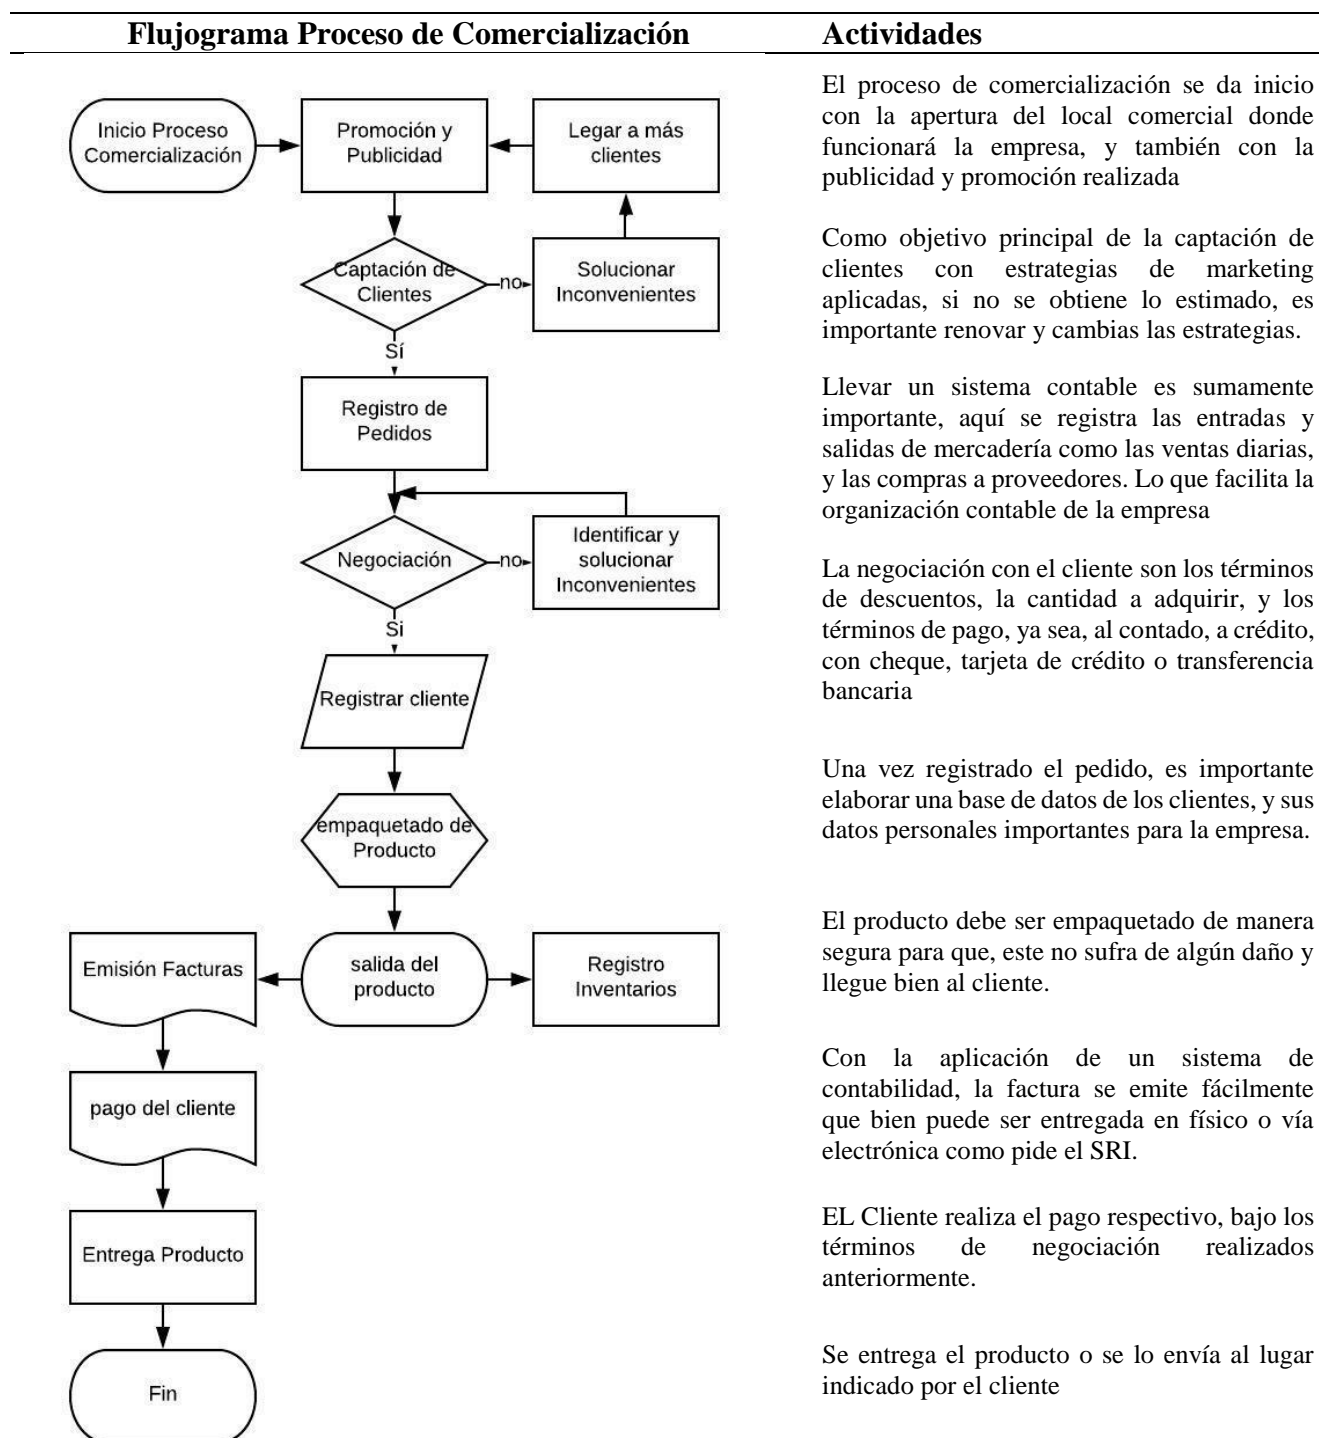 Flujograma Proceso de Comercialización
Actividades
Inicio Proceso
Comercialización
Promoción y
Publicidad
Legar a más
clientes
Captación de
Clientes
no
Solucionar
Inconvenientes
Sí
Registro de
Pedidos
Negociación
no
Identificar y
solucionar
Inconvenientes
Si
Registrar cliente
empaquetado de
Producto
Emisión Facturas
salida del
producto
Registro
Inventarios
pago del cliente
Entrega Producto
Fin
El proceso de comercialización se da inicio
con la apertura del local comercial donde
funcionará la empresa, y también con la
publicidad y promoción realizada
Como objetivo principal de la captación de
clientes con estrategias de marketing
aplicadas, si no se obtiene lo estimado, es
importante renovar y cambias las estrategias.
Llevar un sistema contable es sumamente
importante, aquí se registra las entradas y
salidas de mercadería como las ventas diarias,
y las compras a proveedores. Lo que facilita la
organización contable de la empresa
La negociación con el cliente son los términos
de descuentos, la cantidad a adquirir, y los
términos de pago, ya sea, al contado, a crédito,
con cheque, tarjeta de crédito o transferencia
bancaria
Una vez registrado el pedido, es importante
elaborar una base de datos de los clientes, y sus
datos personales importantes para la empresa.
El producto debe ser empaquetado de manera
segura para que, este no sufra de algún daño y
llegue bien al cliente.
Con la aplicación de un sistema de
contabilidad, la factura se emite fácilmente
que bien puede ser entregada en físico o vía
electrónica como pide el SRI.
EL Cliente realiza el pago respectivo, bajo los
términos de negociación realizados
anteriormente.
Se entrega el producto o se lo envía al lugar
indicado por el cliente